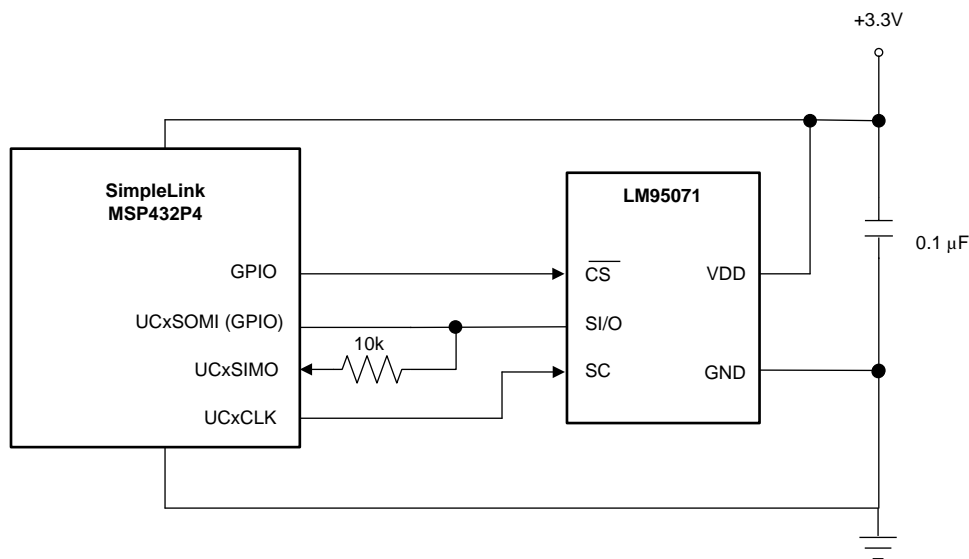 +3.3V
SimpleLink
MSP432P4
LM95071
0.1 μF
GPIO
CS
VDD
UCxSOMI (GPIO)
SI/O
10k
UCxSIMO
SC
GND
UCxCLK